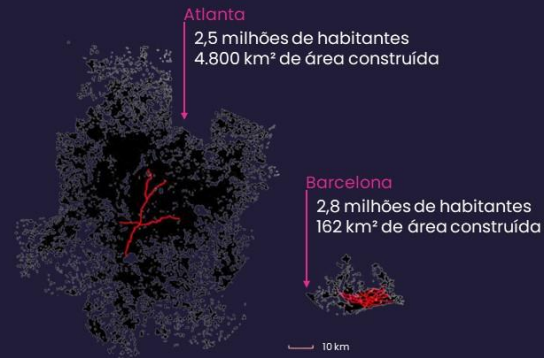 Atlanta
2,5 milhões de habitantes
4.800 km² de área construída
Barcelona
2,8 milhões de habitantes
162 km² de área construída
10 km